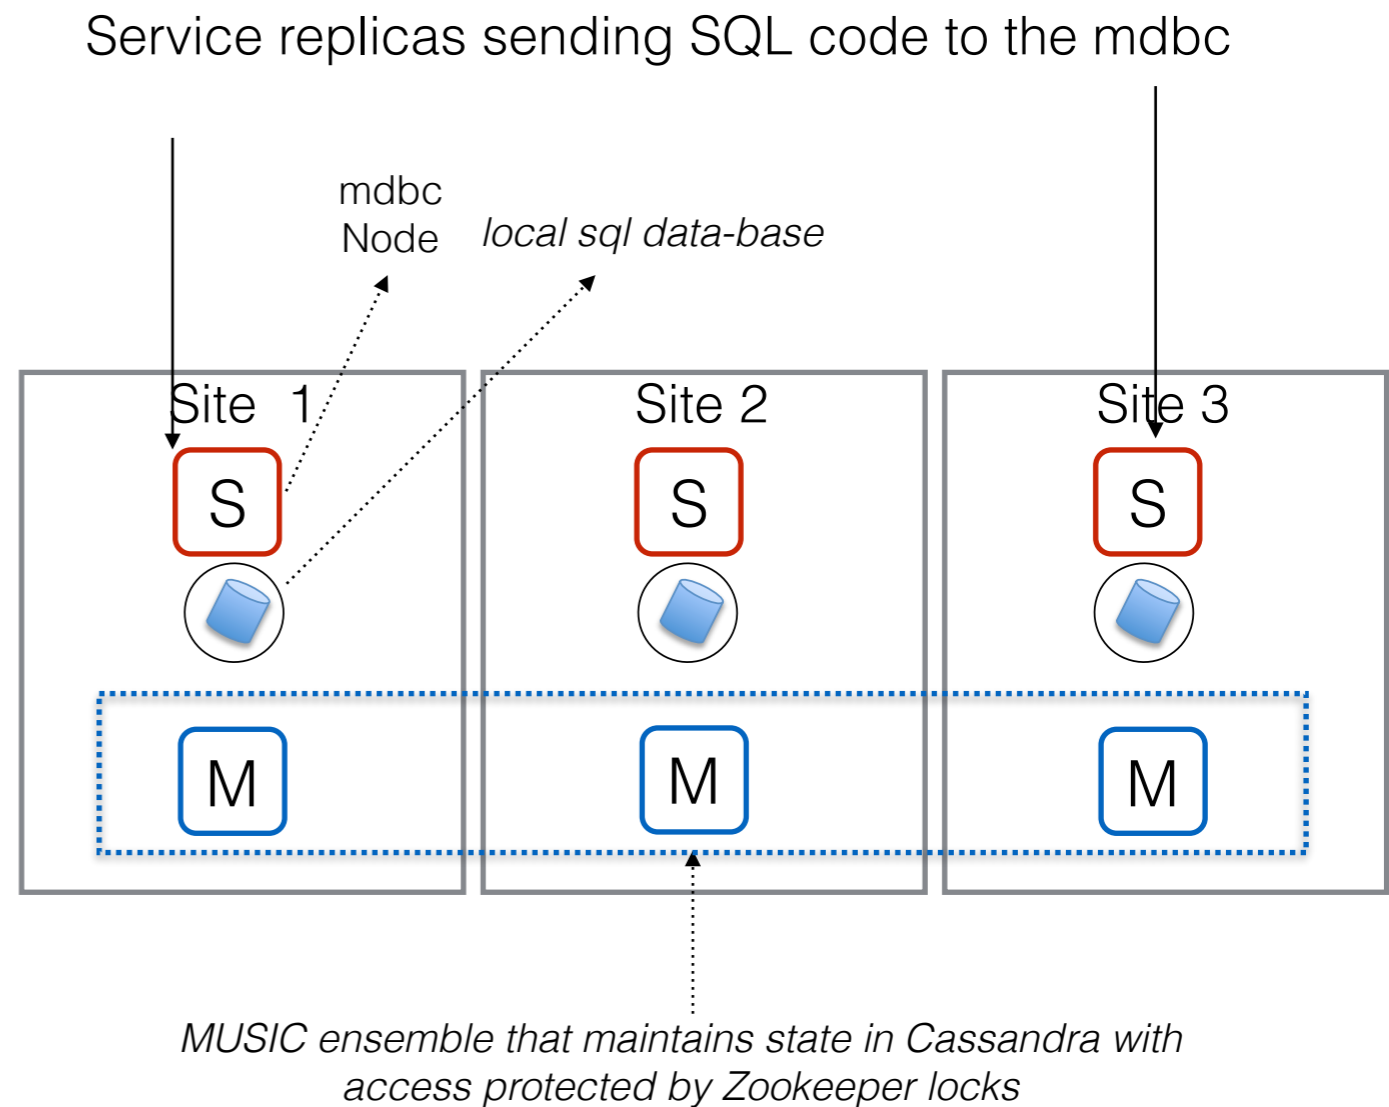 Service replicas sending SQL code to the mdbc
mdbc
Node
local sql data-base
Site 1
Site 2
Site 3
S
S
S
M
M
M
MUSIC ensemble that maintains state in Cassandra with
access protected by Zookeeper locks